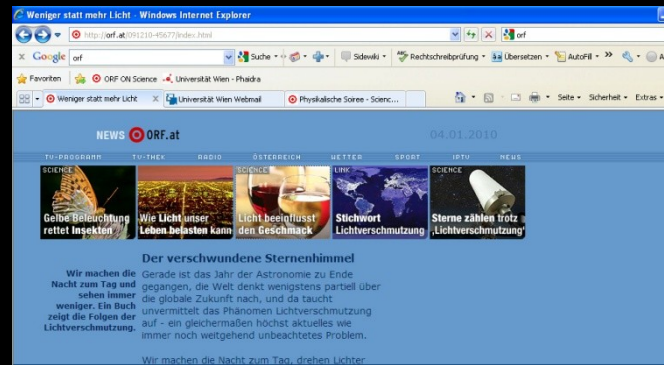 Weniger statt mehr Licht - Windows Internet Explorer
http://orf.at/091210-45677/index.html
orf
Google
orf
Suche
Sidewiki
Rechtschreibprüfung
Übersetzen
AutoFill
Favoriten
ORF ON Science
Universität Wien - Phaidra
Weniger statt mehr Licht
Universität Wien Webmail
Physikalische Soiree - Scienc...
Seite
Sicherheit
Extras
NEWS ORF.at
04.01.2010
TV-PROGRAMM TV-THEK RADIO ÖSTERREICH WETTER SPORT IPTV NEWS
SCIENCE
Gelbe Beleuchtung
rettet Insekten
Wie Licht unser
Leben belasten kann
SCIENCE
Licht beeinflusst
den Geschmack
LINK
Stichwort
Lichtverschmutzung
SCIENCE
Sterne zählen trotz
‚Lichtverschmutzung'
Wir machen die
Nacht zum Tag und
sehen immer
weniger. Ein Buch
zeigt die Folgen der
Lichtverschmutzung.
Der verschwundene Sternenhimmel
Gerade ist das Jahr der Astronomie zu Ende
gegangen, die Welt denkt wenigstens partiell über
die globale Zukunft nach, und da taucht
unvermittelt das Phänomen Lichtverschmutzung
auf - ein gleichermaßen höchst aktuelles wie
immer noch weitgehend unbeachtetes Problem.
Wir machen die Nacht zum Tag, drehen Lichter